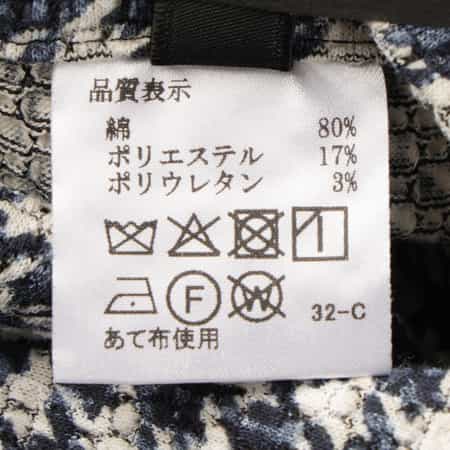 品質表示
綿 80%
ポリエステル 17%
ポリウレタン 3%
F W 32-C
あて布使用